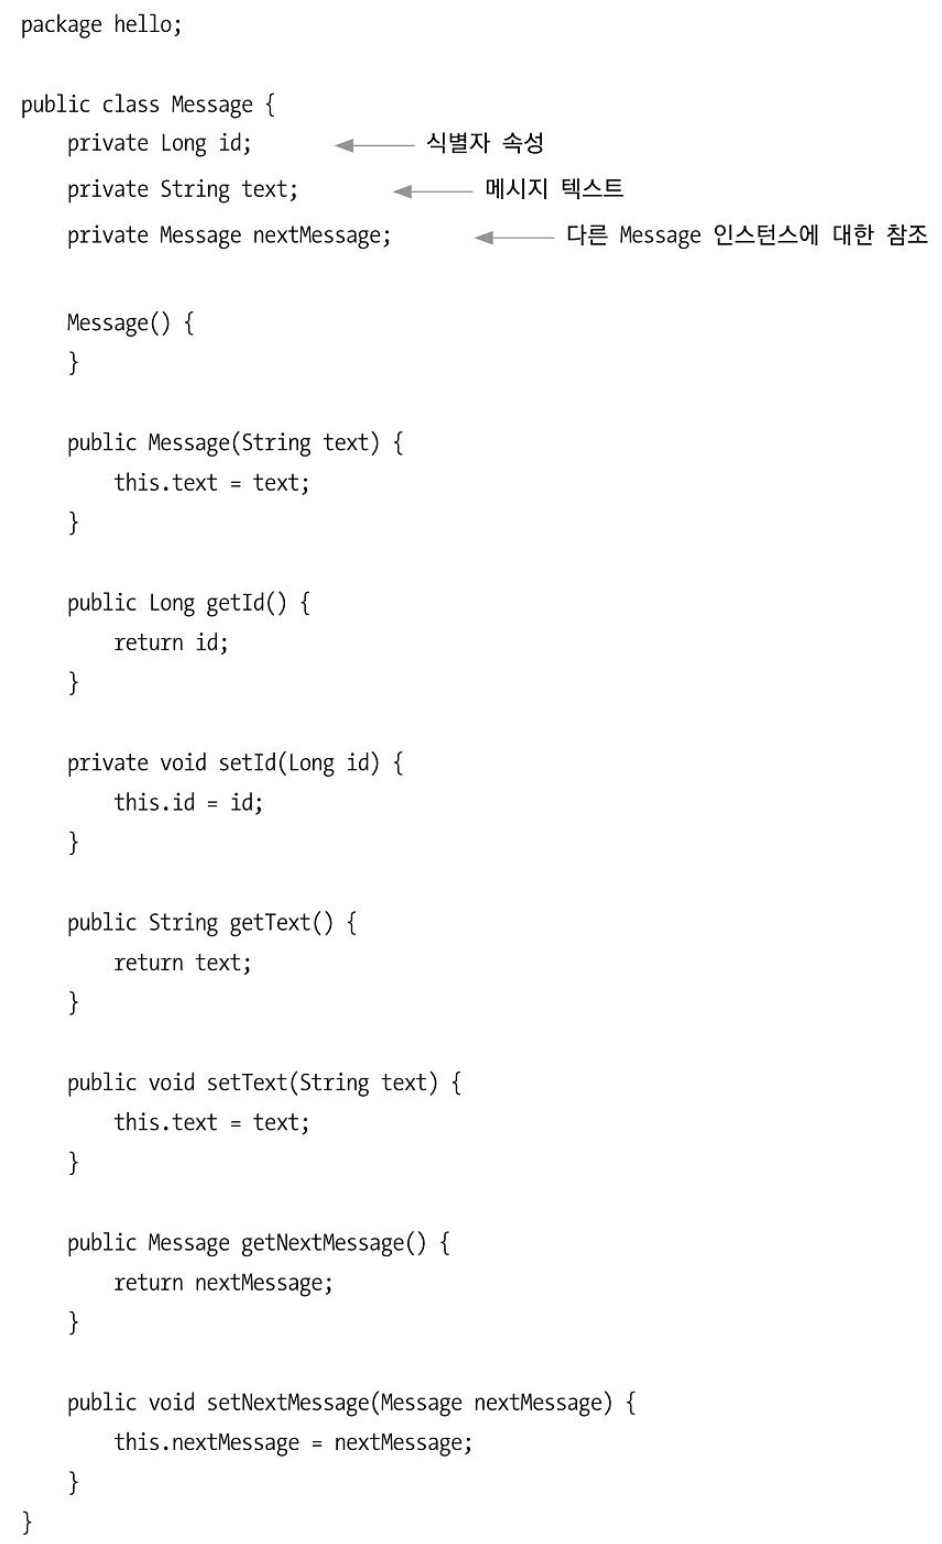 package hello;
public class Message {
private Long id; 식별자 속성
private String text; 메시지 텍스트
private Message nextMessage; 다른 Message 인스턴스에 대한 참조
Message() {
}
public Message(String text) {
this.text = text;
}
public Long getId() {
return id;
}
private void setId(Long id) {
this.id = id;
}
public String getText() {
return text;
}
public void setText(String text) {
this.text = text;
}
public Message getNextMessage() {
return nextMessage;
}
public void setNextMessage(Message nextMessage) {
this.nextMessage = nextMessage;
}
}